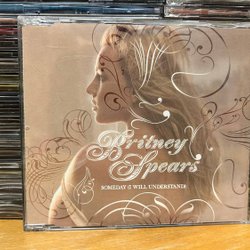 Britney
Spears
SOMEDAY (I WILL UNDERSTAND)